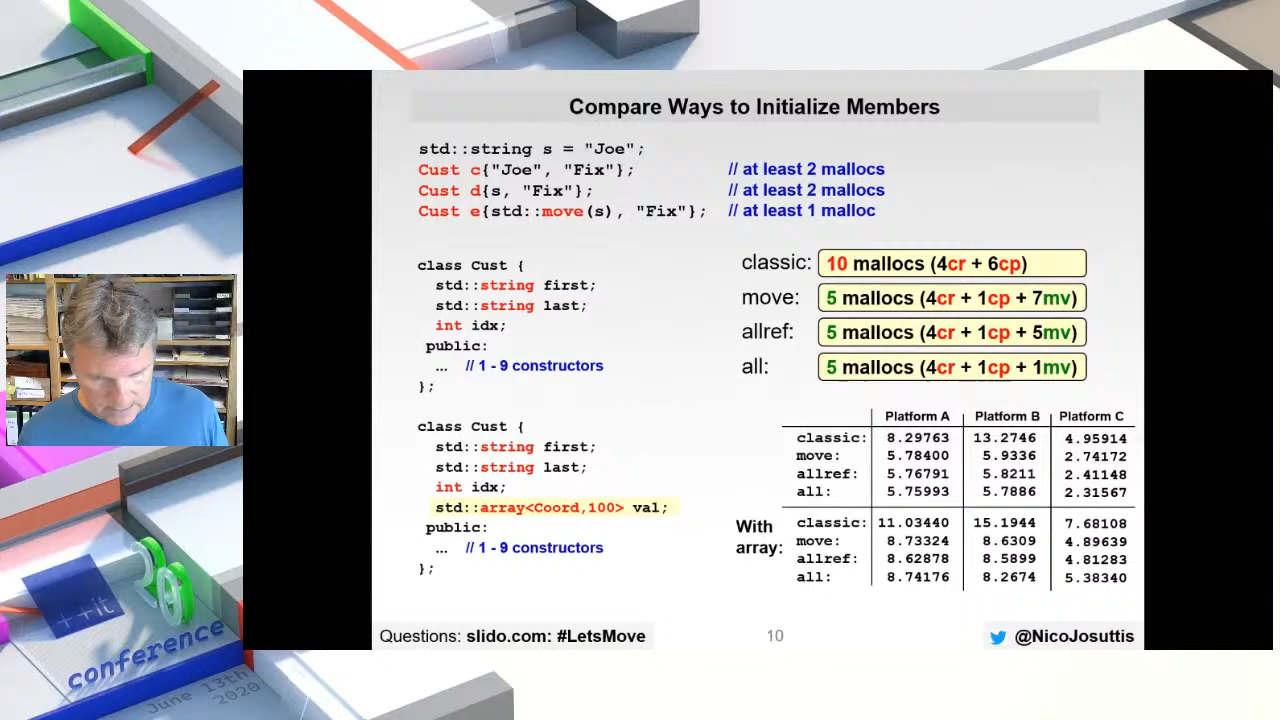 Compare Ways to Initialize Members
std::string s = "Joe";
Cust c{"Joe", "Fix"}; // at least 2 mallocs
Cust d{s, "Fix"}; // at least 2 mallocs
Cust e{std::move(s), "Fix"}; // at least 1 malloc
class Cust {
std::string first;
std::string last;
int idx;
public:
... // 1 - 9 constructors
};
classic: 10 mallocs (4cr + 6cp)
move: 5 mallocs (4cr + 1cp + 7mv)
allref: 5 mallocs (4cr + 1cp + 5mv)
all: 5 mallocs (4cr + 1cp + 1mv)
class Cust {
std::string first;
std::string last;
int idx;
std::array<Coord,100> val;
public:
... // 1 - 9 constructors
};
Platform A Platform B Platform C
classic: 8.29763 13.2746 4.95914
move: 5.78400 5.9336 2.74172
allref: 5.76791 5.8211 2.41148
all: 5.75993 5.7886 2.31567
With
array:
classic: 11.03440 15.1944 7.68108
move: 8.73324 8.6309 4.89639
allref: 8.62878 8.5899 4.81283
all: 8.74176 8.2674 5.38340
Questions: slido.com: #LetsMove
10
@NicoJosuttis
++it
20
conference
June 13th
2020